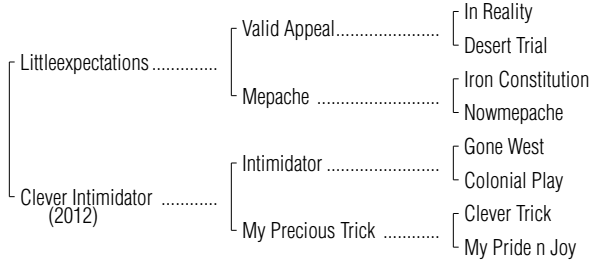 In Reality
Valid Appeal
Desert Trial
Littleexpectations
Iron Constitution
Mepache
Nowmepache
Gone West
Intimidator
Colonial Play
Clever Intimidator
(2012)
Clever Trick
My Precious Trick
My Pride n Joy